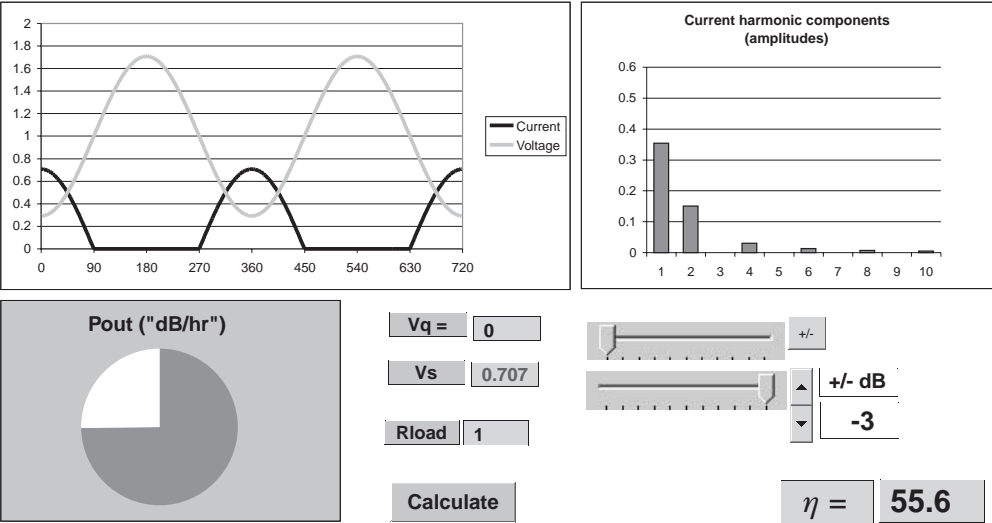 2
1.8
1.6
1.4
1.2
1
0.8
0.6
0.4
0.2
0
0 90 180 270 360 450 540 630 720
Current
Voltage
Current harmonic components
(amplitudes)
0.6
0.5
0.4
0.3
0.2
0.1
0
1 2 3 4 5 6 7 8 9 10
Pout ("dB/hr")
Vq = 0
Vs 0.707
Rload 1
Calculate
+/-
+/- dB
-3
η = 55.6